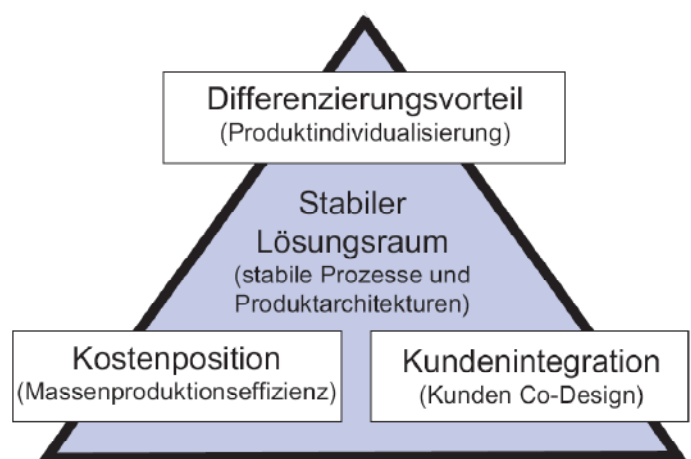 Differenzierungsvorteil
(Produktindividualisierung)
Stabiler
Lösungsraum
(stabile Prozesse und
Produktarchitekturen)
Kostenposition
(Massenproduktionseffizienz)
Kundenintegration
(Kunden Co-Design)